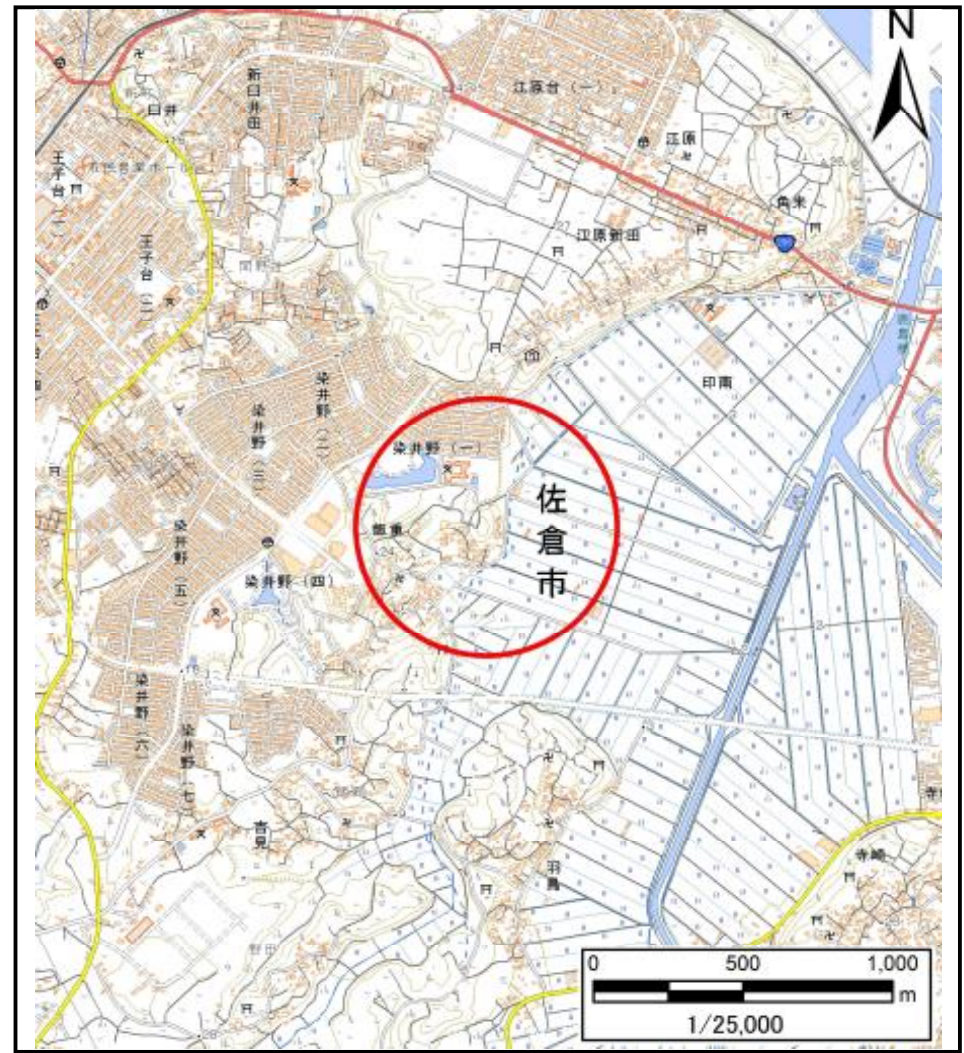 N
江原台(一)
新臼井田
臼井
江原
角来
王子台(一)
江原新田
王子台(二)
印南
染井野(二)
染井野(三)
染井野(一)
佐倉市
飯重
染井野(四)
染井野(五)
染井野(六)
染井野(七)
吉見
羽鳥
寺崎
野田
0 500 1,000
m
1/25,000